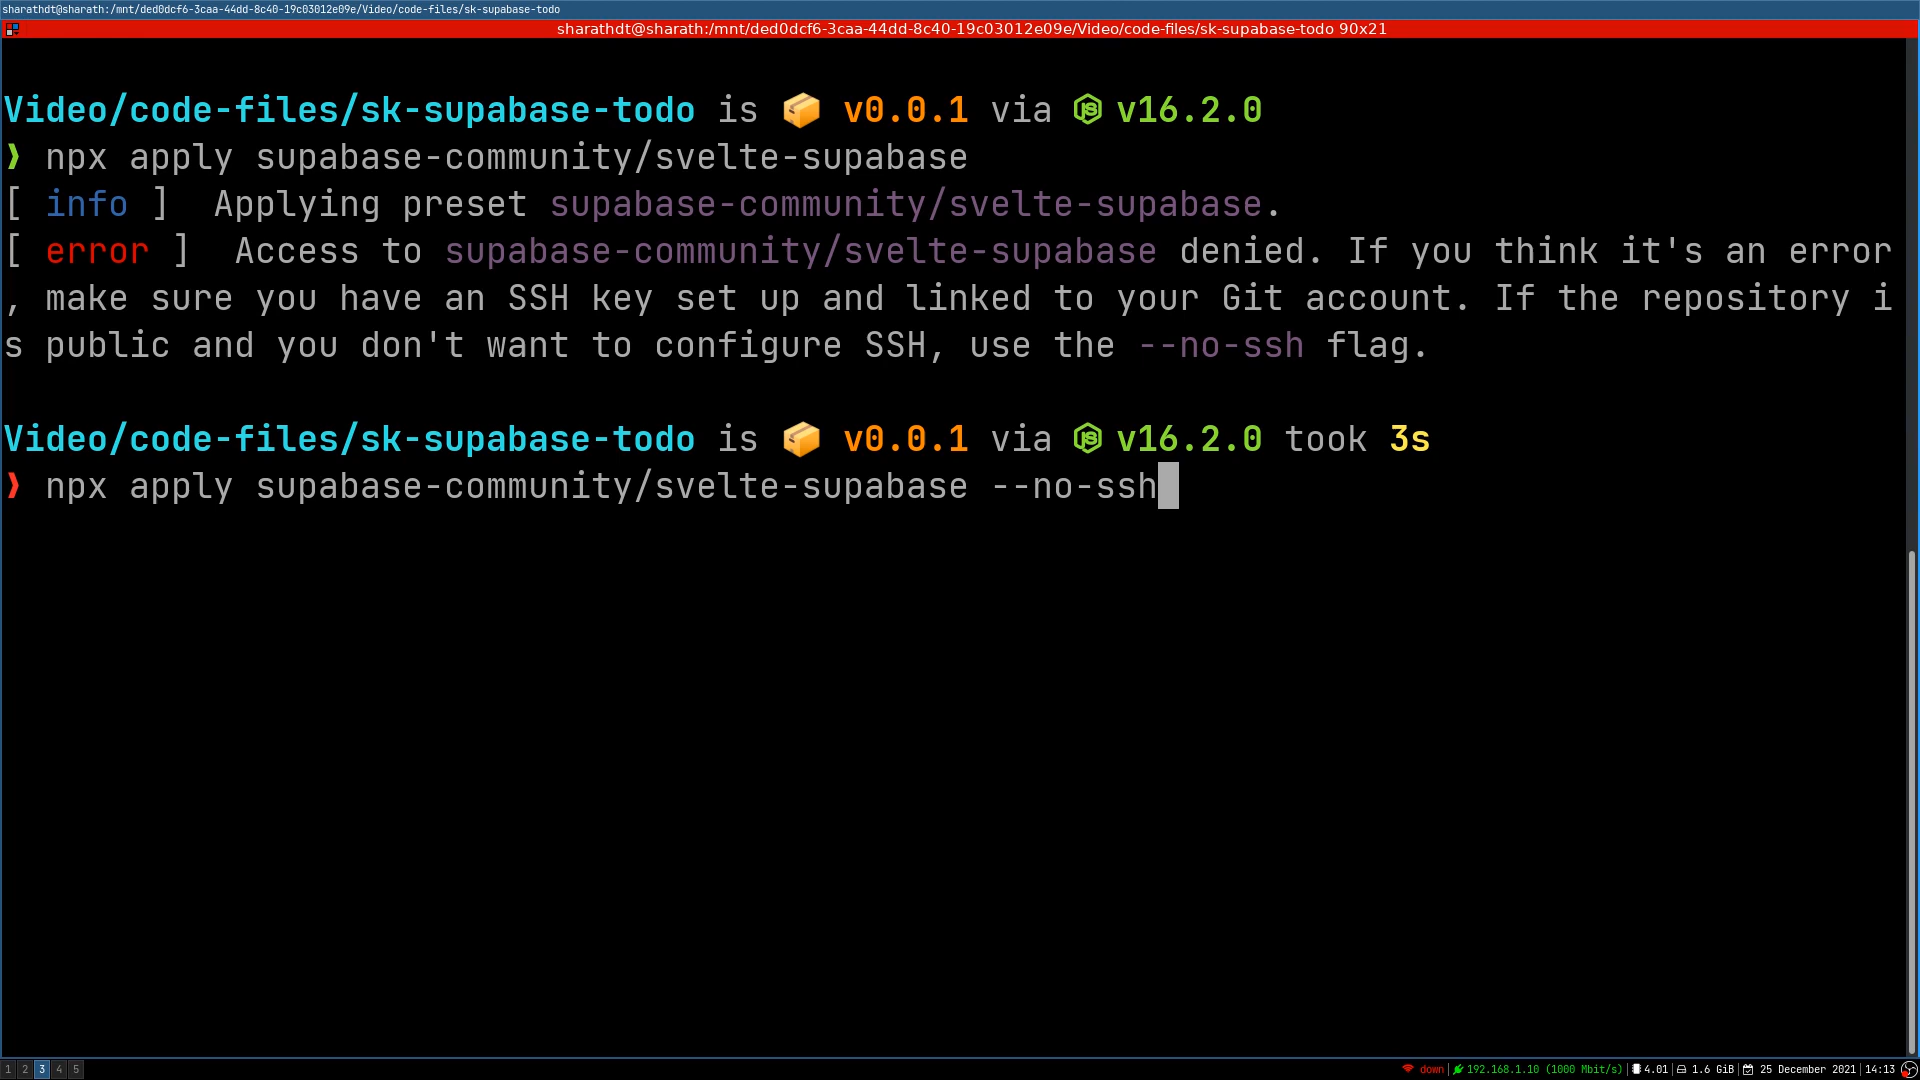 sharathdt@sharath:/mnt/ded0dcf6-3caa-44dd-8c40-19c03012e09e/Video/code-files/sk-supabase-todo
sharathdt@sharath:/mnt/ded0dcf6-3caa-44dd-8c40-19c03012e09e/Video/code-files/sk-supabase-todo 90x21
Video/code-files/sk-supabase-todo is 📦 v0.0.1 via v16.2.0
❱ npx apply supabase-community/svelte-supabase
[ info ]  Applying preset supabase-community/svelte-supabase.
[ error ]  Access to supabase-community/svelte-supabase denied. If you think it's an error
, make sure you have an SSH key set up and linked to your Git account. If the repository i
s public and you don't want to configure SSH, use the --no-ssh flag.
Video/code-files/sk-supabase-todo is 📦 v0.0.1 via v16.2.0 took 3s
❱ npx apply supabase-community/svelte-supabase --no-ssh
1 2 3 4 5 down 192.168.1.10 (1000 Mbit/s) 4.01 1.6 GiB 25 December 2021 14:13